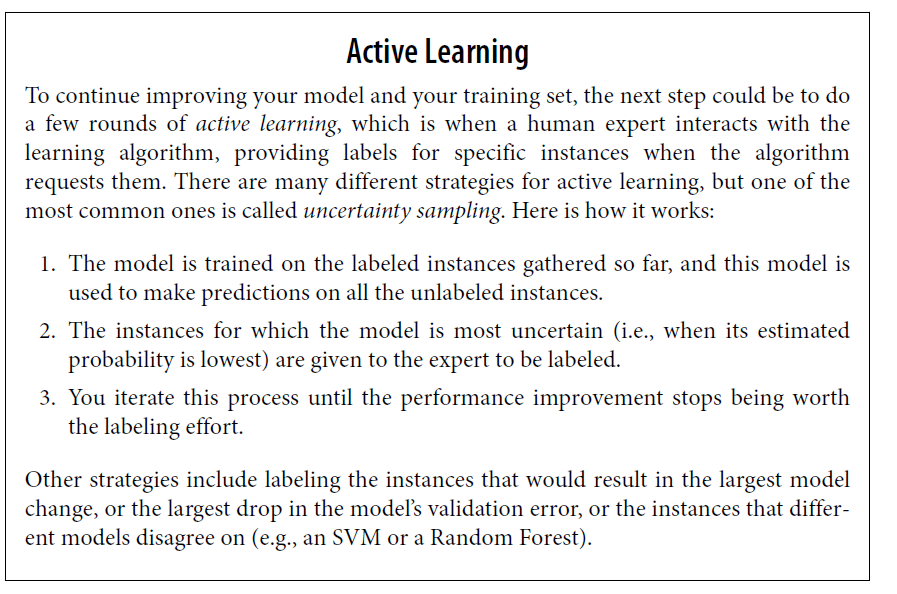 Active Learning
To continue improving your model and your training set, the next step could be to do
a few rounds of active learning, which is when a human expert interacts with the
learning algorithm, providing labels for specific instances when the algorithm
requests them. There are many different strategies for active learning, but one of the
most common ones is called uncertainty sampling. Here is how it works:
1. The model is trained on the labeled instances gathered so far, and this model is
used to make predictions on all the unlabeled instances.
2. The instances for which the model is most uncertain (i.e., when its estimated
probability is lowest) are given to the expert to be labeled.
3. You iterate this process until the performance improvement stops being worth
the labeling effort.
Other strategies include labeling the instances that would result in the largest model
change, or the largest drop in the model’s validation error, or the instances that differ-
ent models disagree on (e.g., an SVM or a Random Forest).